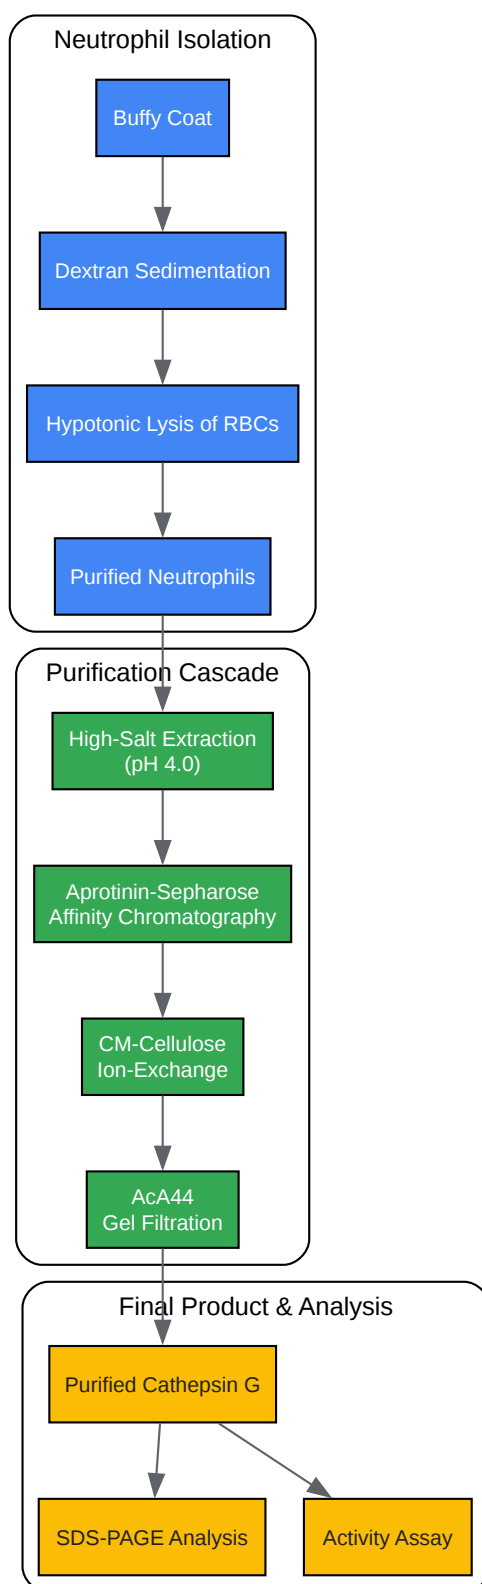 Neutrophil Isolation
Buffy Coat
Dextran Sedimentation
Hypotonic Lysis of RBCs
Purified Neutrophils
Purification Cascade
High-Salt Extraction
(pH 4.0)
Aprotinin-Sepharose
Affinity Chromatography
CM-Cellulose
Ion-Exchange
AcA44
Gel Filtration
Final Product & Analysis
Purified Cathepsin G
SDS-PAGE Analysis
Activity Assay